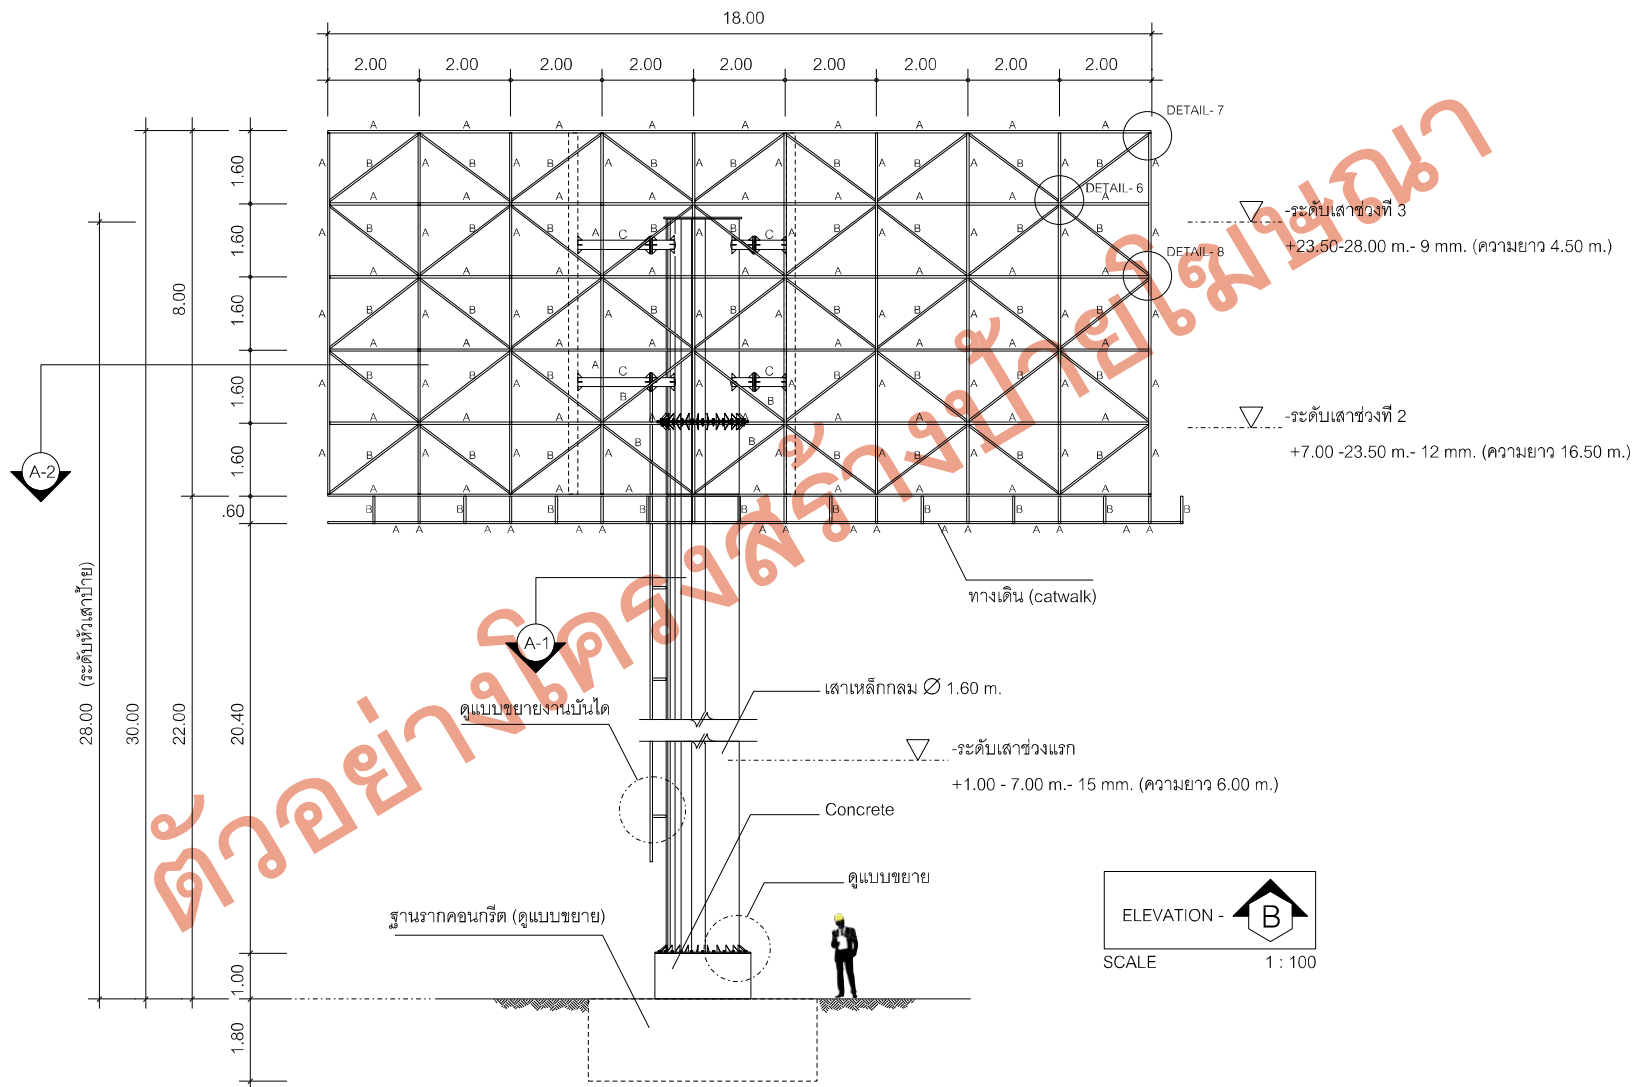 18.00
2.00 2.00 2.00 2.00 2.00 2.00 2.00 2.00 2.00
DETAIL- 7
A A A A A A A A A
1.60
A B A B A B A B A B A B A B A B A B A
DETAIL- 6
A A A A A A A A A
-ระดับเสาช่วงที่ 3
+23.50-28.00 m.- 9 mm. (ความยาว 4.50 m.)
1.60
C C
DETAIL- 8
8.00
1.60
1.60
C C
-ระดับเสาช่วงที่ 2
+7.00 -23.50 m.- 12 mm. (ความยาว 16.50 m.)
A-2
1.60
.60
B B B B B B B B
A A A A A A A A A A A A A A
ทางเดิน (catwalk)
28.00 (ระดับหัวเสาป้าย)
30.00
22.00
20.40
A-1
เสาเหล็กกลม Ø 1.60 m.
ดูแบบขยายงานบันได
-ระดับเสาช่วงแรก
+1.00 - 7.00 m.- 15 mm. (ความยาว 6.00 m.)
Concrete
ดูแบบขยาย
ฐานรากคอนกรีต (ดูแบบขยาย)
1.00
1.80
ELEVATION - B
SCALE 1 : 100
ตัวอย่างโครงสร้างป้ายโฆษณา